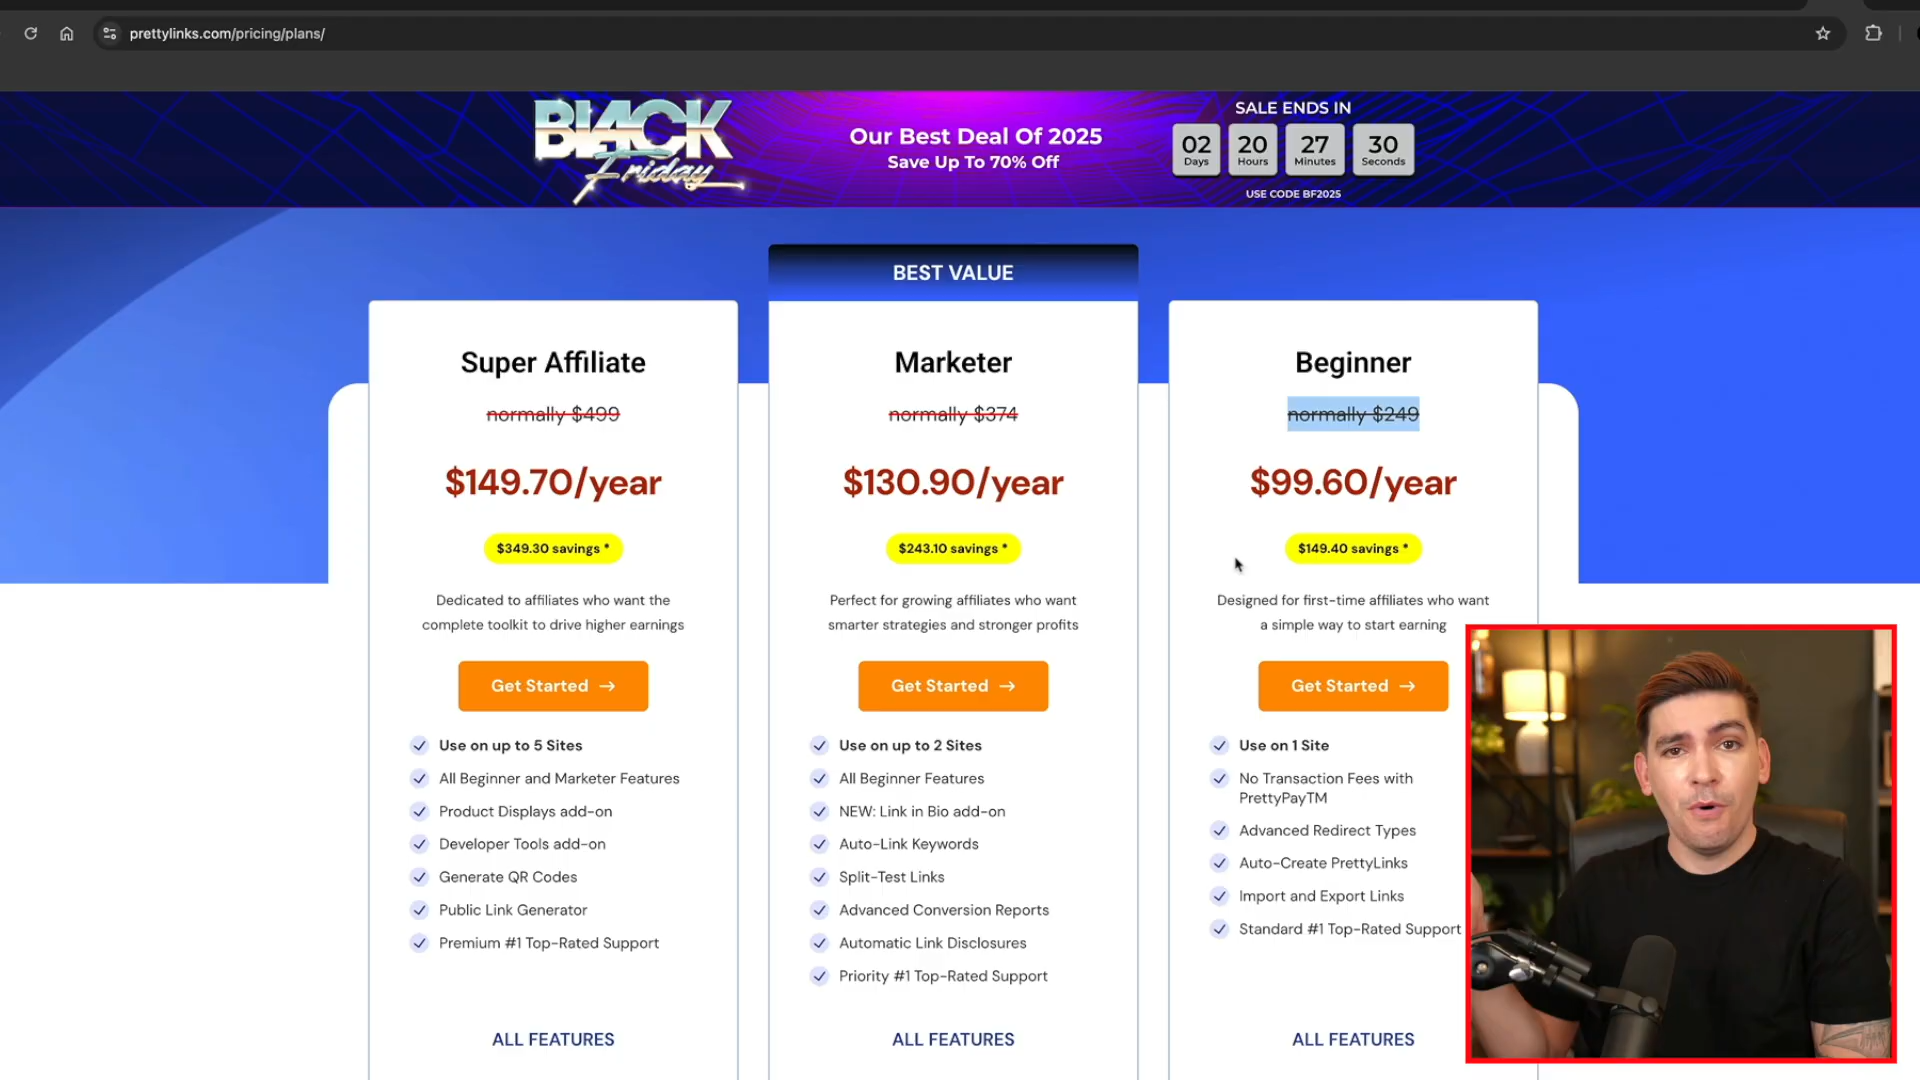 prettylinks.com/pricing/plans/
BLACK
Friday
Our Best Deal Of 2025
Save Up To 70% Off
SALE ENDS IN
02 20 27 30
Days Hours Minutes Seconds
USE CODE BF2025
BEST VALUE
Super Affiliate
normally $499
$149.70/year
$349.30 savings *
Dedicated to affiliates who want the
complete toolkit to drive higher earnings
Get Started →
Use on up to 5 Sites
All Beginner and Marketer Features
Product Displays add-on
Developer Tools add-on
Generate QR Codes
Public Link Generator
Premium #1 Top-Rated Support
ALL FEATURES
Marketer
normally $374
$130.90/year
$243.10 savings *
Perfect for growing affiliates who want
smarter strategies and stronger profits
Get Started →
Use on up to 2 Sites
All Beginner Features
NEW: Link in Bio add-on
Auto-Link Keywords
Split-Test Links
Advanced Conversion Reports
Automatic Link Disclosures
Priority #1 Top-Rated Support
ALL FEATURES
Beginner
normally $249
$99.60/year
$149.40 savings *
Designed for first-time affiliates who want
a simple way to start earning
Get Started →
Use on 1 Site
No Transaction Fees with
PrettyPayTM
Advanced Redirect Types
Auto-Create PrettyLinks
Import and Export Links
Standard #1 Top-Rated Support
ALL FEATURES